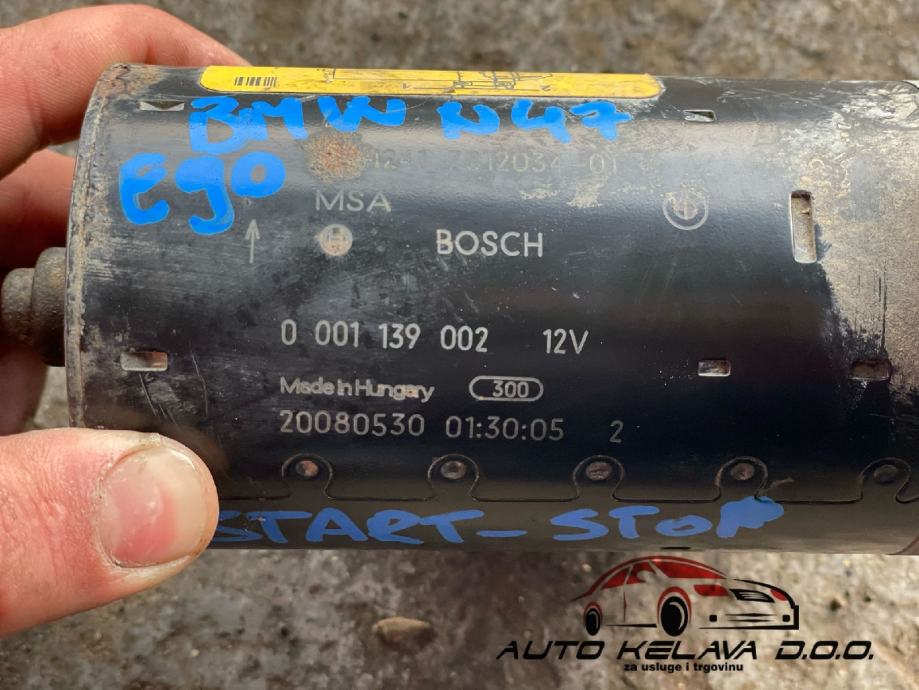 BMW N47
e90
MSA
BOSCH
0 001 139 002 12V
Made in Hungary 300
20080530 01:30:05 2
START-STOP
AUTO KELAVA D.O.O.
za usluge i trgovinu